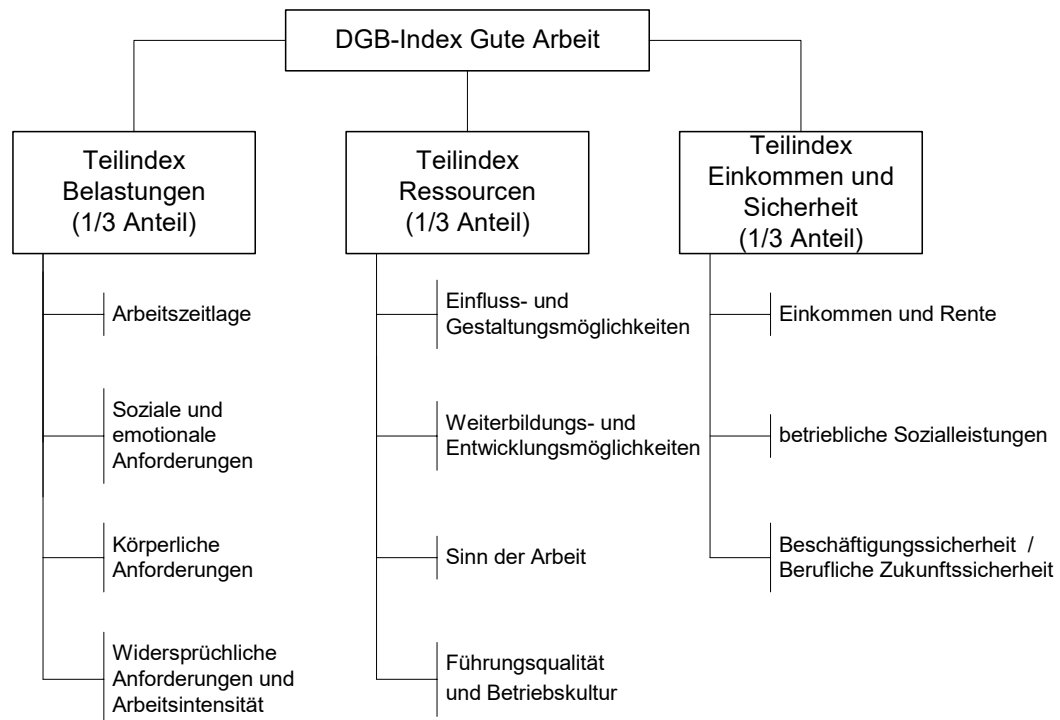 DGB-Index Gute Arbeit
Teilindex
Belastungen
(1/3 Anteil)
Teilindex
Ressourcen
(1/3 Anteil)
Teilindex
Einkommen und
Sicherheit
(1/3 Anteil)
Arbeitszeitlage
Soziale und
emotionale
Anforderungen
Körperliche
Anforderungen
Widersprüchliche
Anforderungen und
Arbeitsintensität
Einfluss- und
Gestaltungsmöglichkeiten
Weiterbildungs- und
Entwicklungsmöglichkeiten
Sinn der Arbeit
Führungsqualität
und Betriebskultur
Einkommen und Rente
betriebliche Sozialleistungen
Beschäftigungssicherheit /
Berufliche Zukunftssicherheit